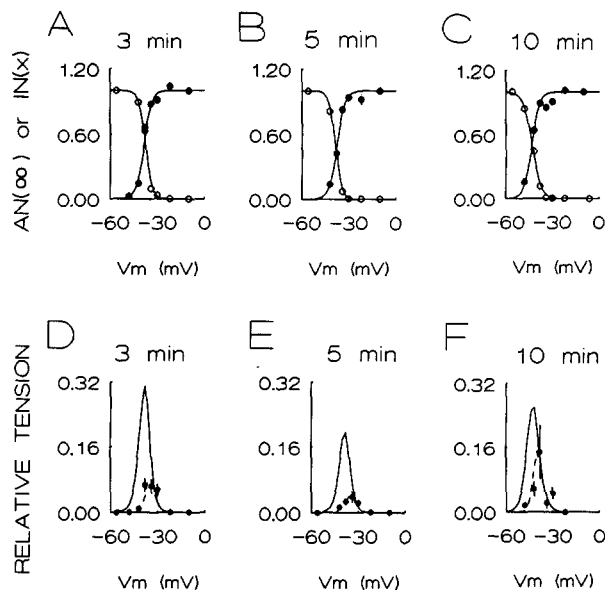 A 3 min B 5 min C 10 min
AN(∞) or IN(x)
1.20 1.20 1.20
0.60 0.60 0.60
0.00 0.00 0.00
-60 -30 0 -60 -30 0 -60 -30 0
Vm (mV) Vm (mV) Vm (mV)
D 3 min E 5 min F 10 min
RELATIVE TENSION
0.32 0.32 0.32
0.16 0.16 0.16
0.00 0.00 0.00
-60 -30 0 -60 -30 0 -60 -30 0
Vm (mV) Vm (mV) Vm (mV)